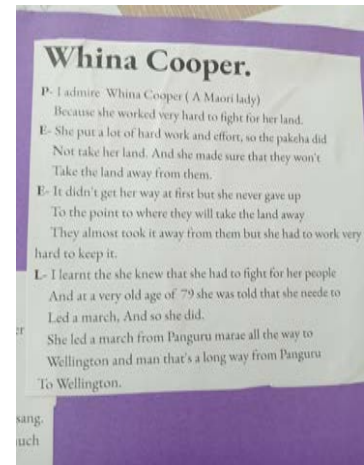 Whina Cooper.
P- I admire Whina Cooper ( A Maori lady)
Because she worked very hard to fight for her land.
E- She put a lot of hard work and effort, so the pakeha did
Not take her land. And she made sure that they won't
Take the land away from them.
E- It didn't get her way at first but she never gave up
To the point to where they will take the land away
They almost took it away from them but she had to work very
hard to keep it.
L- I learnt the she knew that she had to fight for her people
And at a very old age of 79 she was told that she neede to
Led a march, And so she did.
She led a march from Panguru marae all the way to
Wellington and man that's a long way from Panguru
To Wellington.
er
sang.
uch